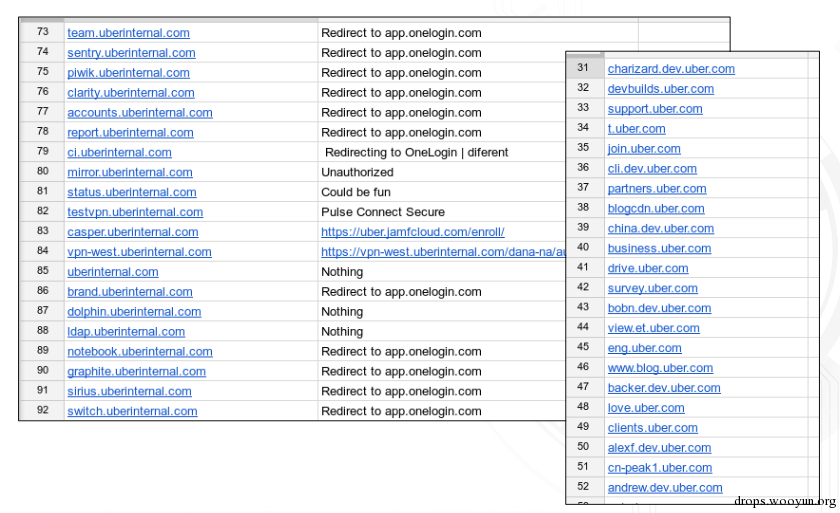 73 team.uberinternal.com Redirect to app.onelogin.com
74 sentry.uberinternal.com Redirect to app.onelogin.com
75 piwik.uberinternal.com Redirect to app.onelogin.com
76 clarity.uberinternal.com Redirect to app.onelogin.com
77 accounts.uberinternal.com Redirect to app.onelogin.com
78 report.uberinternal.com Redirect to app.onelogin.com
79 ci.uberinternal.com Redirecting to OneLogin | diferent
80 mirror.uberinternal.com Unauthorized
81 status.uberinternal.com Could be fun
82 testvpn.uberinternal.com Pulse Connect Secure
83 casper.uberinternal.com https://uber.jamfcloud.com/enroll/
84 vpn-west.uberinternal.com https://vpn-west.uberinternal.com/dana-na/au
85 uberinternal.com Nothing
86 brand.uberinternal.com Redirect to app.onelogin.com
87 dolphin.uberinternal.com Nothing
88 ldap.uberinternal.com Nothing
89 notebook.uberinternal.com Redirect to app.onelogin.com
90 graphite.uberinternal.com Redirect to app.onelogin.com
91 sirius.uberinternal.com Redirect to app.onelogin.com
92 switch.uberinternal.com Redirect to app.onelogin.com
31 charizard.dev.uber.com
32 devbuilds.uber.com
33 support.uber.com
34 t.uber.com
35 join.uber.com
36 cli.dev.uber.com
37 partners.uber.com
38 blogcdn.uber.com
39 china.dev.uber.com
40 business.uber.com
41 drive.uber.com
42 survey.uber.com
43 bobn.dev.uber.com
44 view.et.uber.com
45 eng.uber.com
46 www.blog.uber.com
47 backer.dev.uber.com
48 love.uber.com
49 clients.uber.com
50 alexf.dev.uber.com
51 cn-peak1.uber.com
52 andrew.dev.uber.com
drops.wooyun.org